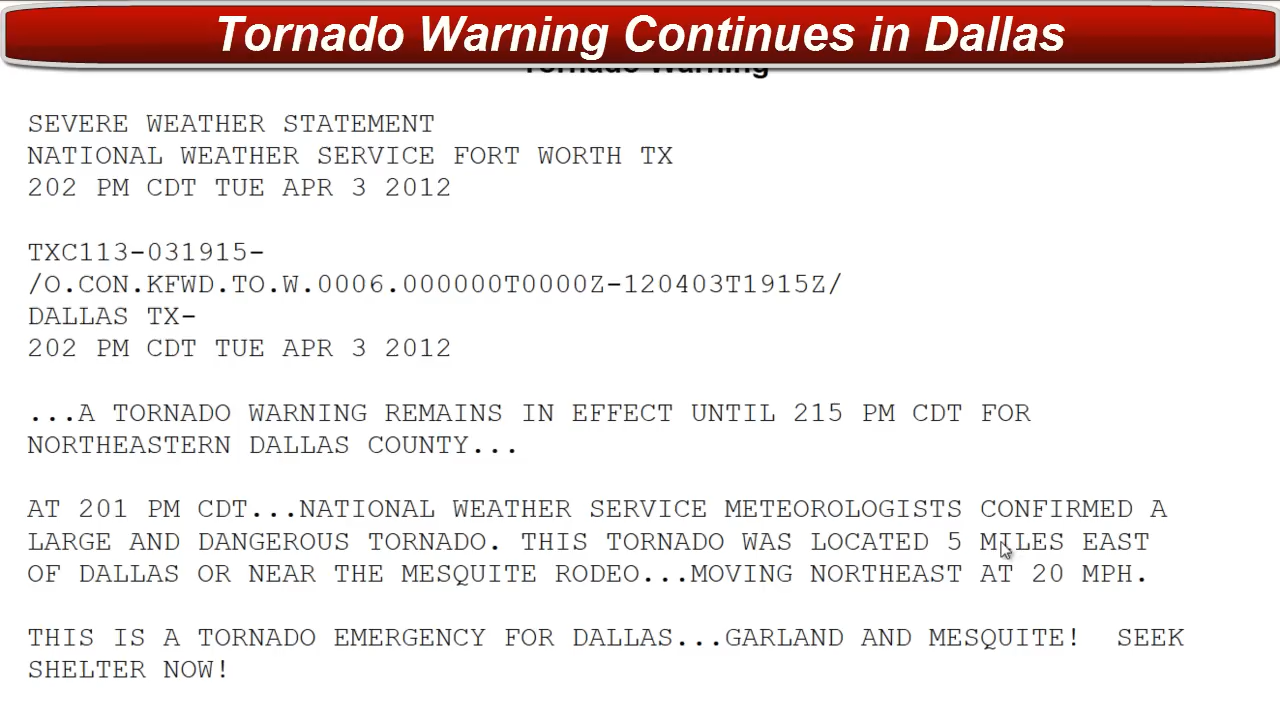 Tornado Warning Continues in Dallas
Tornado Warning
SEVERE WEATHER STATEMENT
NATIONAL WEATHER SERVICE FORT WORTH TX
202 PM CDT TUE APR 3 2012
TXC113-031915-
/O.CON.KFWD.TO.W.0006.000000T0000Z-120403T1915Z/
DALLAS TX-
202 PM CDT TUE APR 3 2012
...A TORNADO WARNING REMAINS IN EFFECT UNTIL 215 PM CDT FOR
NORTHEASTERN DALLAS COUNTY...
AT 201 PM CDT...NATIONAL WEATHER SERVICE METEOROLOGISTS CONFIRMED A
LARGE AND DANGEROUS TORNADO. THIS TORNADO WAS LOCATED 5 MILES EAST
OF DALLAS OR NEAR THE MESQUITE RODEO...MOVING NORTHEAST AT 20 MPH.
THIS IS A TORNADO EMERGENCY FOR DALLAS...GARLAND AND MESQUITE!  SEEK
SHELTER NOW!